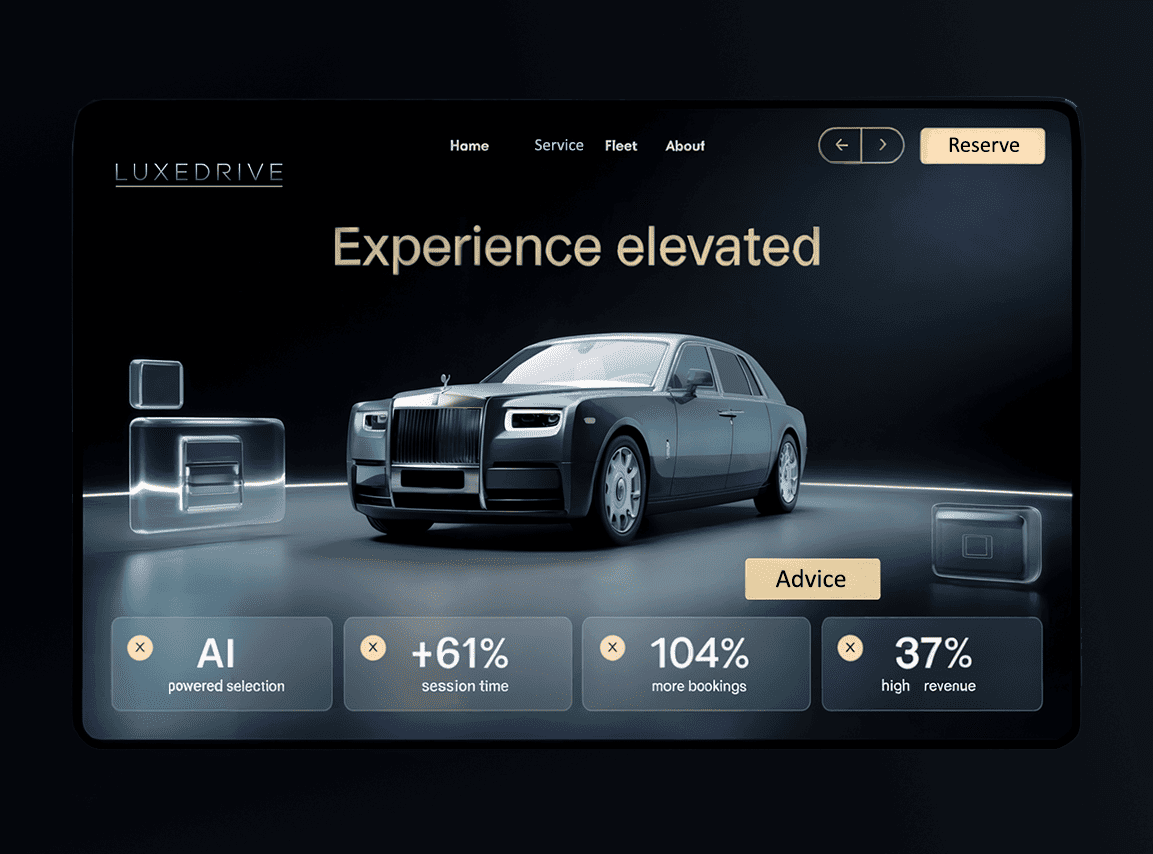 Home Service Fleet About
Reserve
LUXEDRIVE
Experience elevated
Advice
X AI
powered selection
X +61%
session time
X 104%
more bookings
X 37%
high revenue